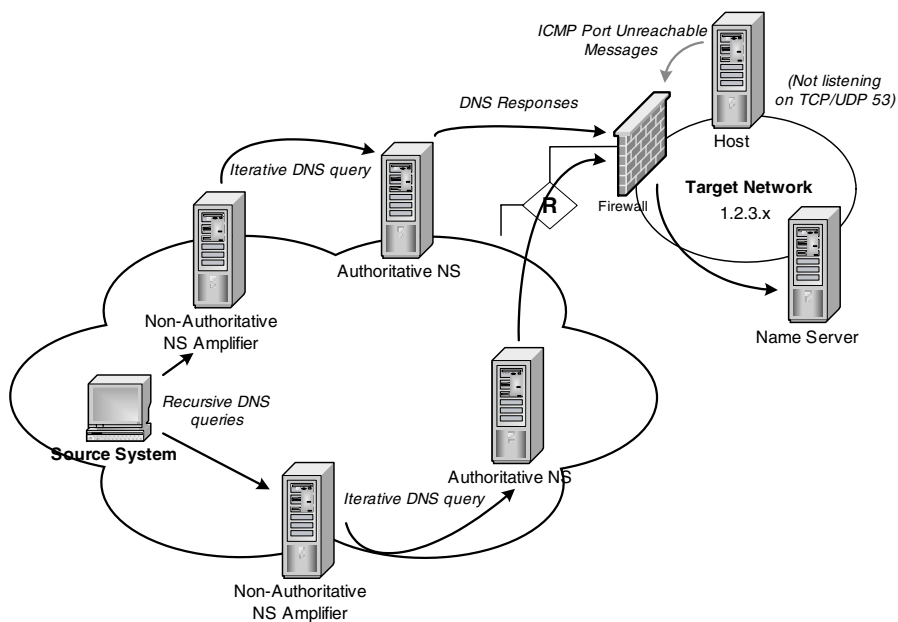 ICMP Port Unreachable
Messages
(Not listening
on TCP/UDP 53)
DNS Responses
Host
Iterative DNS query
Target Network
1.2.3.x
R
Firewall
Authoritative NS
Non-Authoritative
NS Amplifier
Name Server
Recursive DNS
queries
Source System
Authoritative NS
Iterative DNS query
Non-Authoritative
NS Amplifier